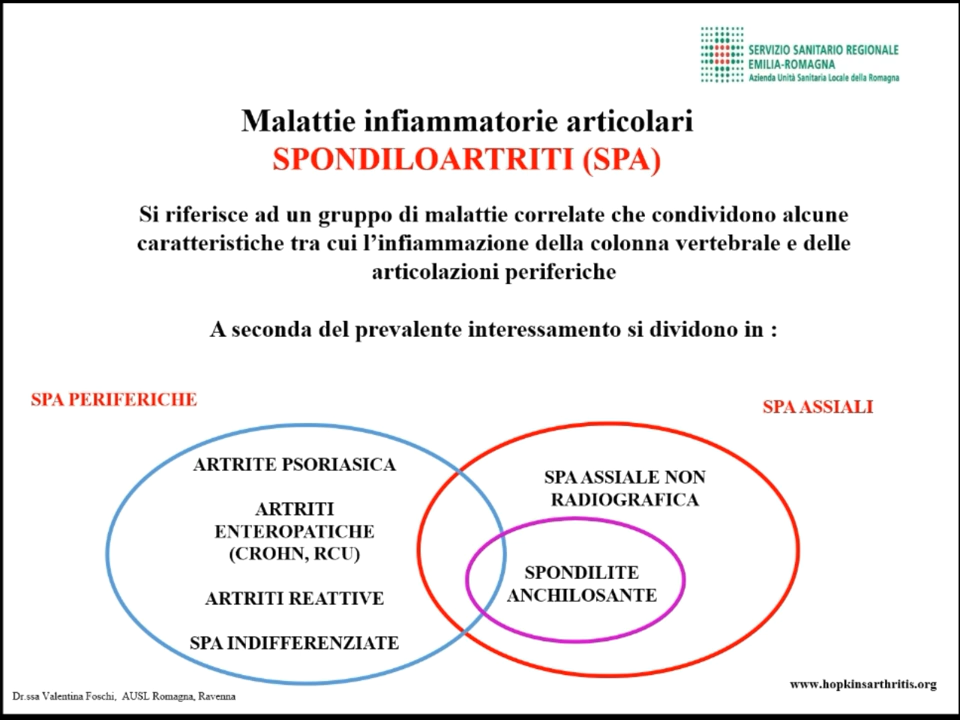 SERVIZIO SANITARIO REGIONALE
EMILIA-ROMAGNA
Azienda Unità Sanitaria Locale della Romagna
Malattie infiammatorie articolari
SPONDILOARTRITI (SPA)
Si riferisce ad un gruppo di malattie correlate che condividono alcune
caratteristiche tra cui l’infiammazione della colonna vertebrale e delle
articolazioni periferiche
A seconda del prevalente interessamento si dividono in :
SPA PERIFERICHE
SPA ASSIALI
ARTRITE PSORIASICA
ARTRITI
ENTEROPATICHE
(CROHN, RCU)
ARTRITI REATTIVE
SPA INDIFFERENZIATE
SPA ASSIALE NON
RADIOGRAFICA
SPONDILITE
ANCHILOSANTE
Dr.ssa Valentina Foschi, AUSL Romagna, Ravenna
www.hopkinsarthritis.org